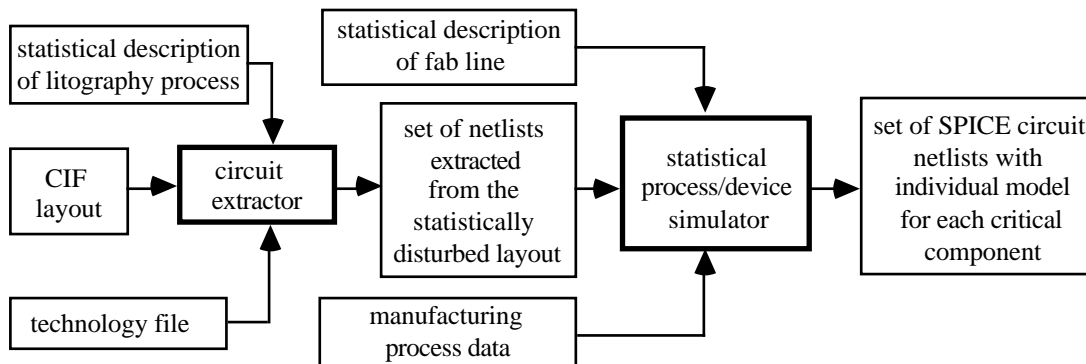 statistical description
of litography process
CIF
layout
technology file
circuit
extractor
statistical description
of fab line
set of netlists
extracted
from the
statistically
disturbed layout
manufacturing
process data
statistical
process/device
simulator
set of SPICE circuit
netlists with
individual model
for each critical
component